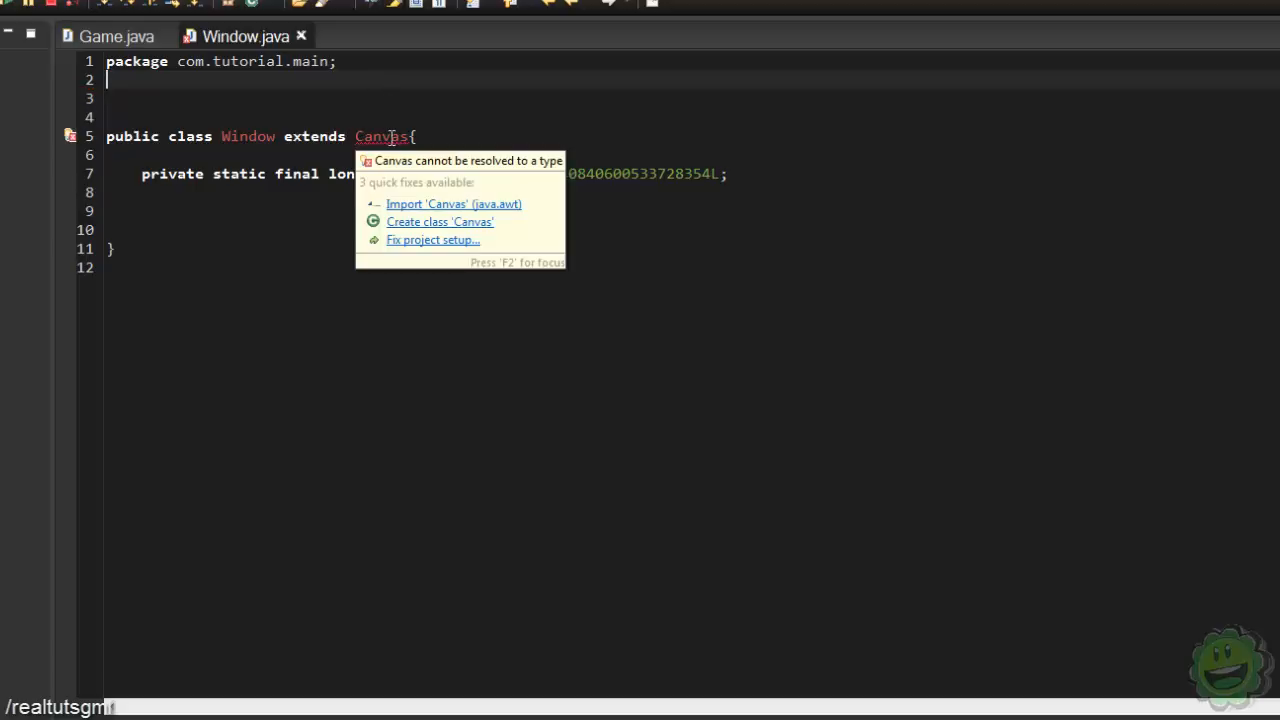 Game.java
Window.java
1 package com.tutorial.main;
2
3
4
5 public class Window extends Canvas{
6
Canvas cannot be resolved to a type
7 private static final lon 0840600533728354L;
3 quick fixes available:
8
Import 'Canvas' (java.awt)
9
Create class 'Canvas'
10
Fix project setup...
11 }
Press 'F2' for focus
12
/realtutsgm